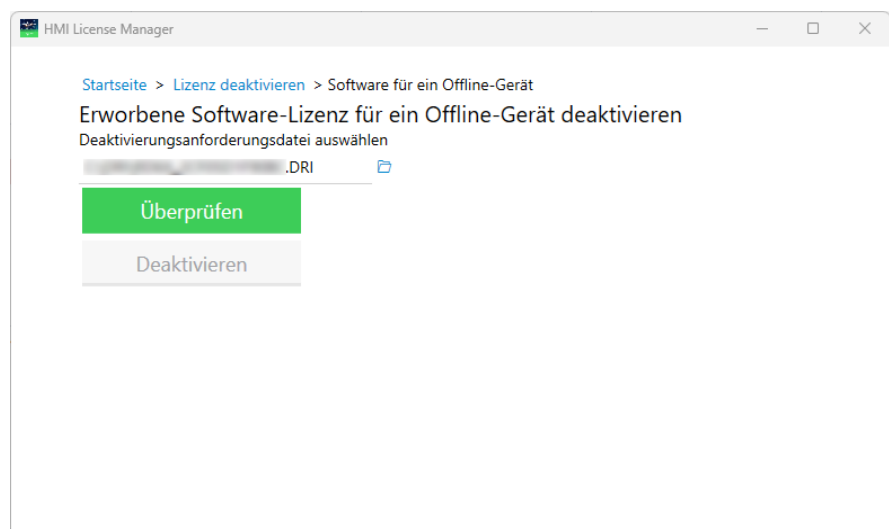 HMI License Manager
Startseite > Lizenz deaktivieren > Software für ein Offline-Gerät
Erworbene Software-Lizenz für ein Offline-Gerät deaktivieren
Deaktivierungsanforderungsdatei auswählen
.DRI
Überprüfen
Deaktivieren